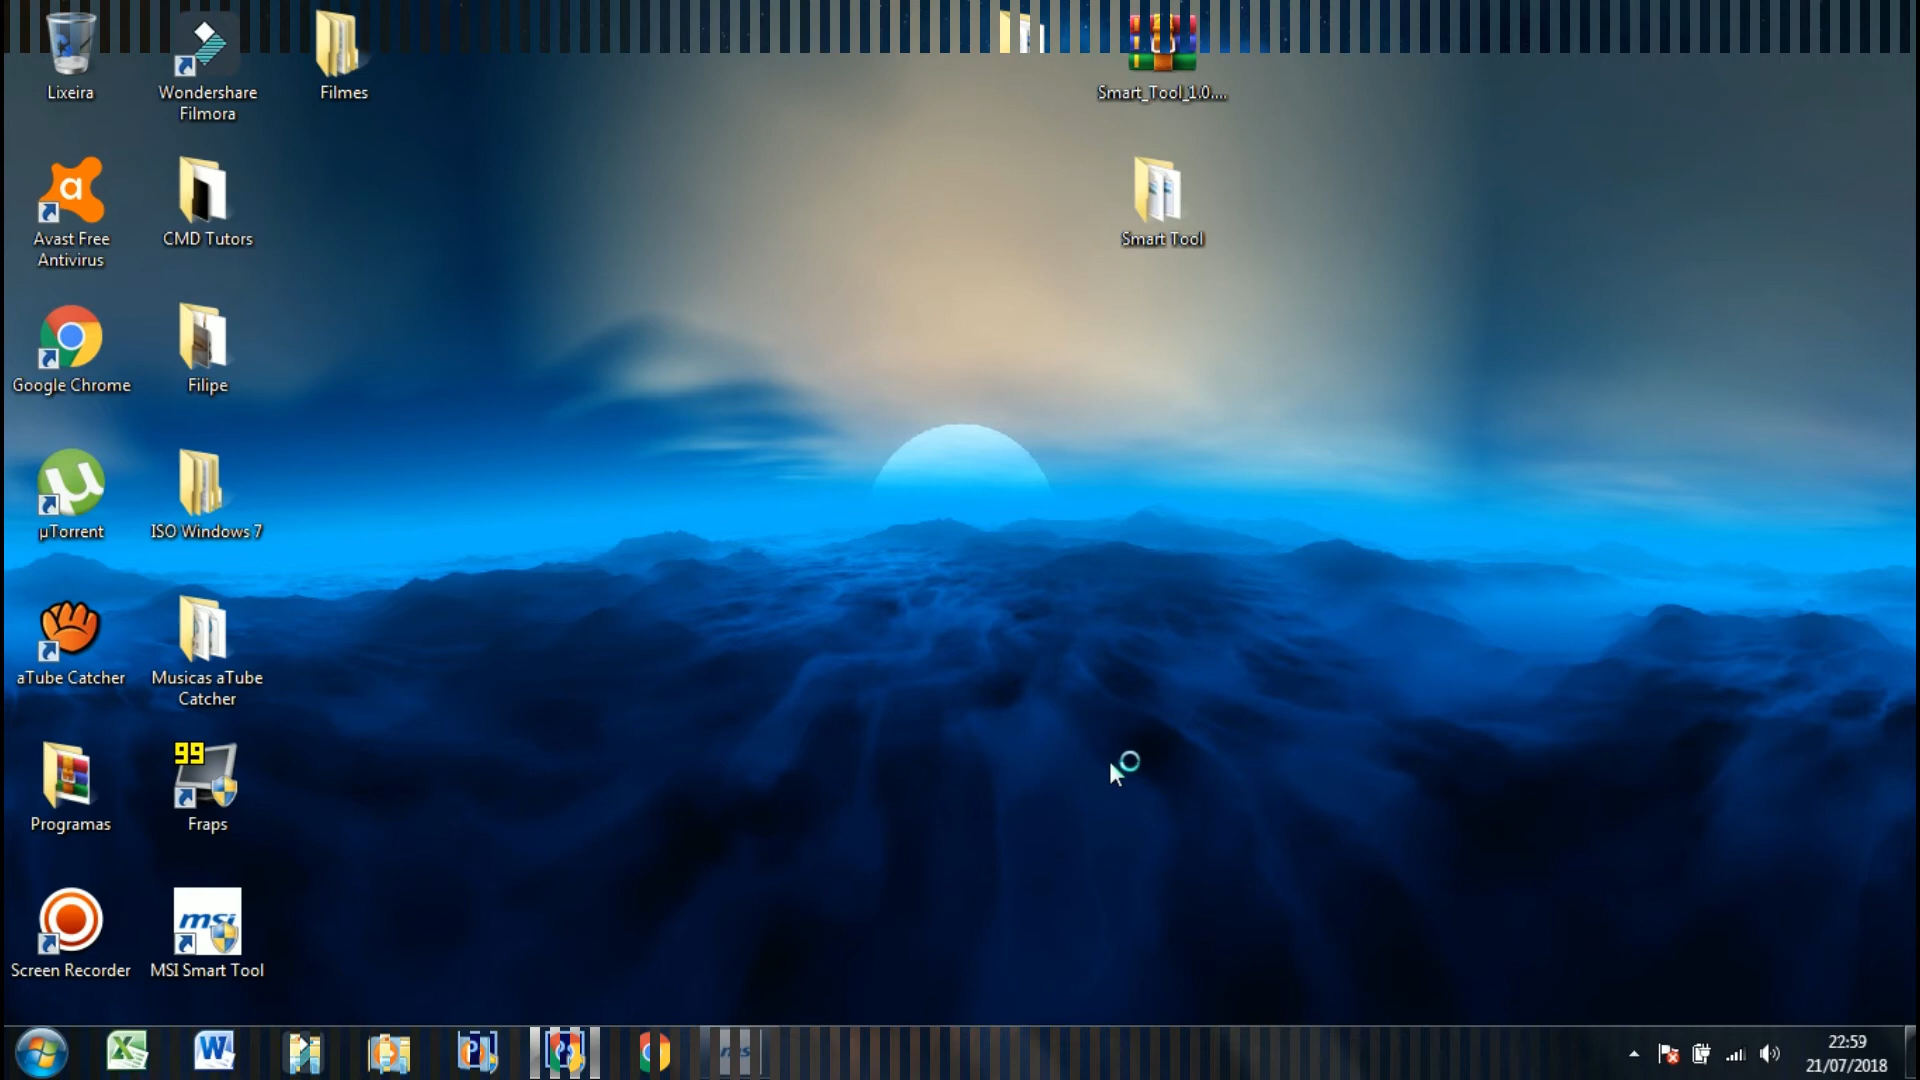 Lixeira
Wondershare
Filmora
Filmes
Smart_Tool_1.0....
Avast Free
Antivirus
CMD Tutors
Smart Tool
Google Chrome
Filipe
µTorrent
ISO Windows 7
aTube Catcher
Musicas aTube
Catcher
99
Programas
Fraps
msi
Screen Recorder
MSI Smart Tool
22:59
21/07/2018